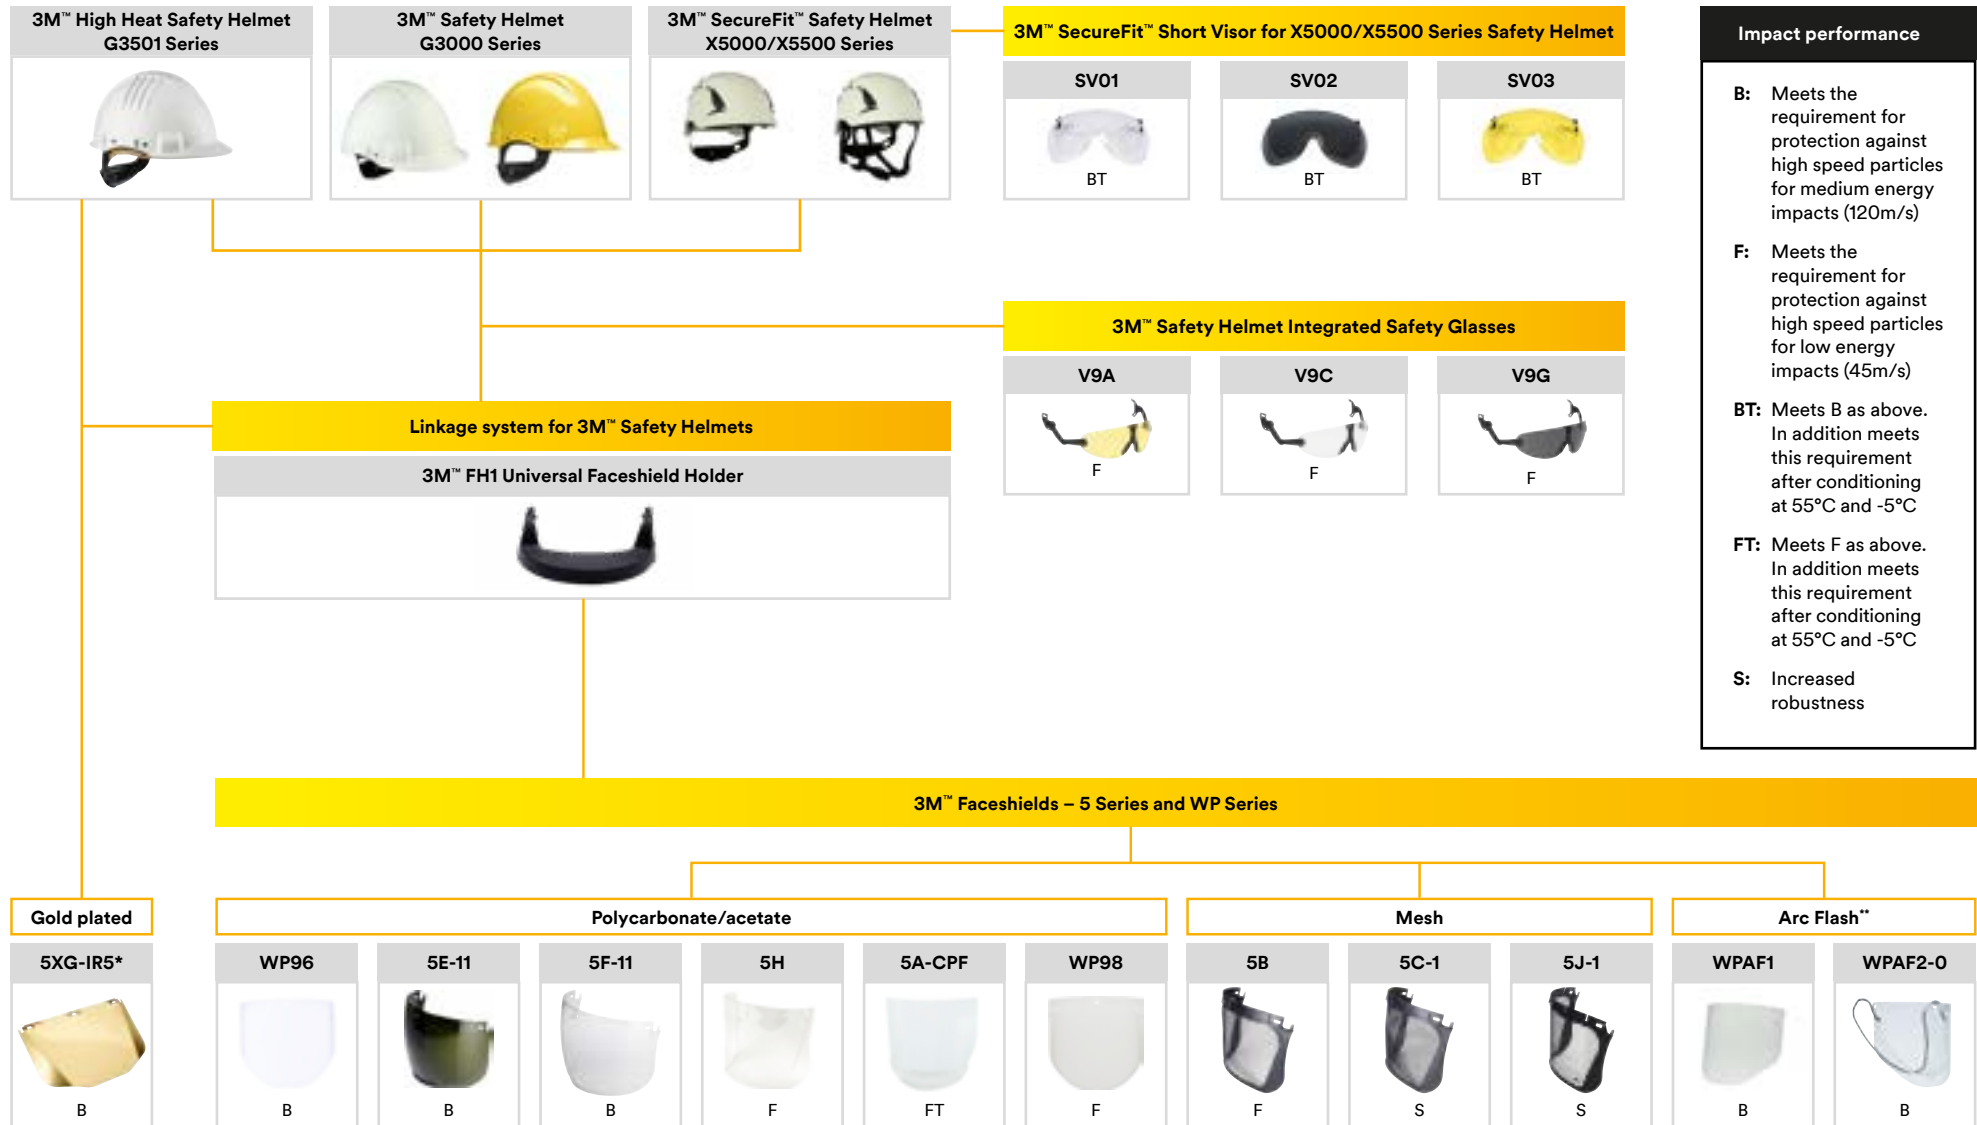 3M™ High Heat Safety Helmet
G3501 Series
3M™ Safety Helmet
G3000 Series
3M™ SecureFit™ Safety Helmet
X5000/X5500 Series
3M™ SecureFit™ Short Visor for X5000/X5500 Series Safety Helmet
SV01
SV02
SV03
BT
BT
BT
3M™ Safety Helmet Integrated Safety Glasses
V9A
V9C
V9G
F
F
F
Linkage system for 3M™ Safety Helmets
3M™ FH1 Universal Faceshield Holder
Impact performance
B: Meets the
requirement for
protection against
high speed particles
for medium energy
impacts (120m/s)
F: Meets the
requirement for
protection against
high speed particles
for low energy
impacts (45m/s)
BT: Meets B as above.
In addition meets
this requirement
after conditioning
at 55°C and -5°C
FT: Meets F as above.
In addition meets
this requirement
after conditioning
at 55°C and -5°C
S: Increased
robustness
3M™ Faceshields – 5 Series and WP Series
Gold plated
Polycarbonate/acetate
Mesh
Arc Flash**
5XG-IR5*
WP96
5E-11
5F-11
5H
5A-CPF
WP98
5B
5C-1
5J-1
WPAF1
WPAF2-0
B
B
B
B
F
FT
F
F
S
S
B
B